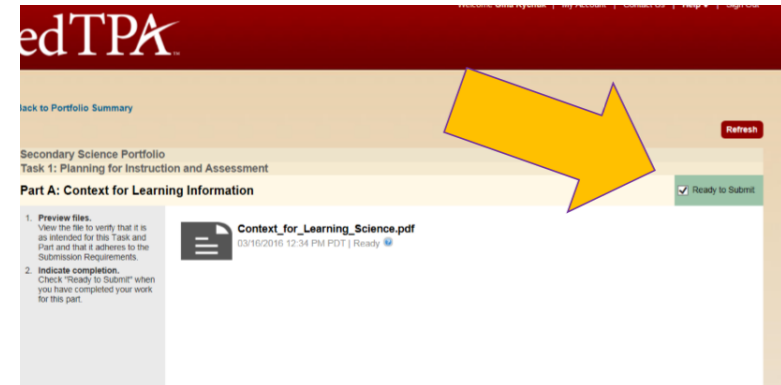 Welcome Gina Kychak | My Account | Contact Us | Help | Sign Out
edTPA
Back to Portfolio Summary
Refresh
Secondary Science Portfolio
Task 1: Planning for Instruction and Assessment
Part A: Context for Learning Information
Ready to Submit
1. Preview files.
View the file to verify that it is
as intended for this Task and
Part and that it adheres to the
Submission Requirements.
2. Indicate completion.
Check "Ready to Submit" when
you have completed your work
for this part.
Context_for_Learning_Science.pdf
03/16/2016 12:34 PM PDT | Ready